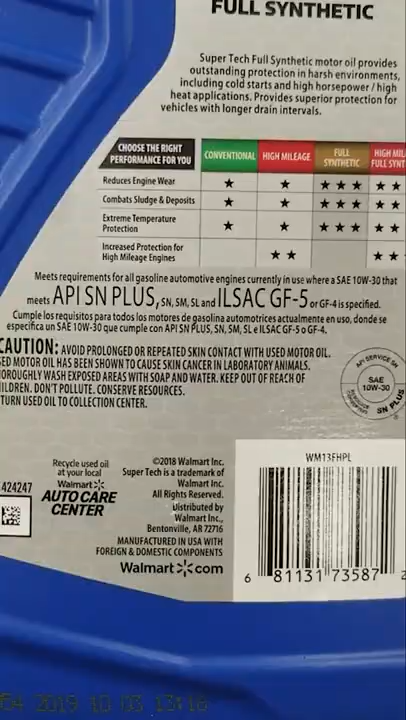 FULL SYNTHETIC
Super Tech Full Synthetic motor oil provides
outstanding protection in harsh environments,
including cold starts and high horsepower / high
heat applications. Provides superior protection for
vehicles with longer drain intervals.
CHOOSE THE RIGHT PERFORMANCE FOR YOU
CONVENTIONAL
HIGH MILEAGE
FULL SYNTHETIC
HIGH MIL
FULL SYNT
Reduces Engine Wear ★ ★ ★★★ ★★
Combats Sludge & Deposits ★ ★ ★★★ ★★
Extreme Temperature Protection ★ ★ ★★★ ★★
Increased Protection for High Mileage Engines ★★ ★★
Meets requirements for all gasoline automotive engines currently in use where a SAE 10W-30 that
meets API SN PLUS, SN, SM, SL and ILSAC GF-5 or GF-4 is specified.
Cumple los requisitos para todos los motores de gasolina automotrices actualmente en uso, donde se
especifica un SAE 10W-30 que cumple con API SN PLUS, SN, SM, SL e ILSAC GF-5 o GF-4.
CAUTION: AVOID PROLONGED OR REPEATED SKIN CONTACT WITH USED MOTOR OIL.
SED MOTOR OIL HAS BEEN SHOWN TO CAUSE SKIN CANCER IN LABORATORY ANIMALS.
HOROUGHLY WASH EXPOSED AREAS WITH SOAP AND WATER. KEEP OUT OF REACH OF
ILDREN. DON'T POLLUTE. CONSERVE RESOURCES.
TURN USED OIL TO COLLECTION CENTER.
API SERVICE SN
SAE
10W-30
SN PLUS
424247
Recycle used oil
at your local
Walmart
AUTO CARE
CENTER
©2018 Walmart Inc.
Super Tech is a trademark of
Walmart Inc.
All Rights Reserved.
Distributed by
Walmart Inc.,
Bentonville, AR 72716
MANUFACTURED IN USA WITH
FOREIGN & DOMESTIC COMPONENTS
Walmart.com
WM13FHPL
6 81131 73587 2
2019 10 03 13:16